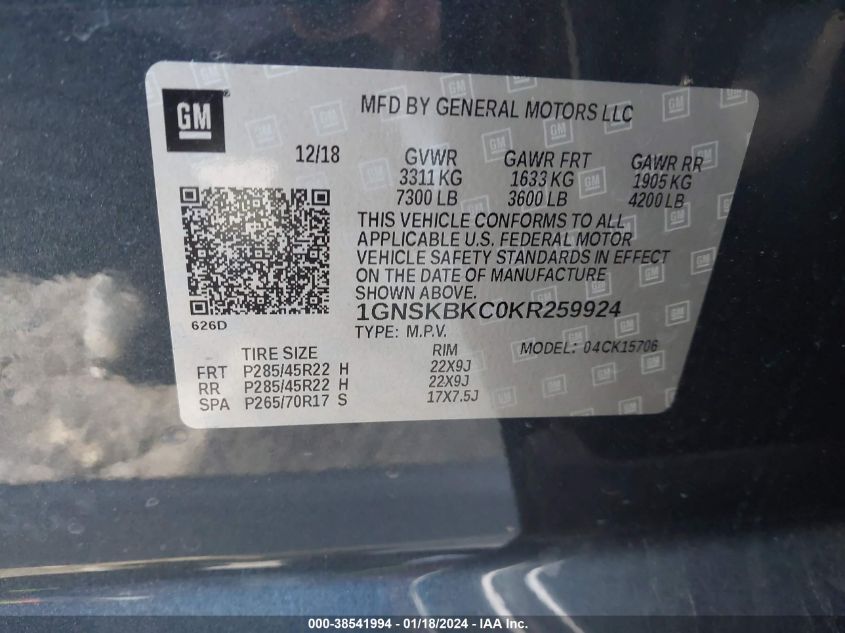 GM
MFD BY GENERAL MOTORS LLC
12/18
GVWR GAWR FRT GAWR RR
3311 KG 1633 KG 1905 KG
7300 LB 3600 LB 4200 LB
THIS VEHICLE CONFORMS TO ALL
APPLICABLE U.S. FEDERAL MOTOR
VEHICLE SAFETY STANDARDS IN EFFECT
ON THE DATE OF MANUFACTURE
SHOWN ABOVE.
1GNSKBKC0KR259924
626D
TYPE: M.P.V. MODEL: 04CK15706
TIRE SIZE RIM
FRT P285/45R22 H 22X9J
RR P285/45R22 H 22X9J
SPA P265/70R17 S 17X7.5J
000-38541994 - 01/18/2024 - IAA Inc.